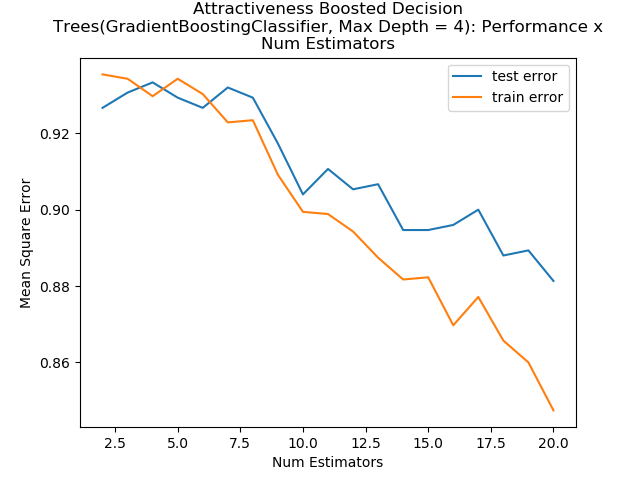 Attractiveness Boosted Decision
Trees(GradientBoostingClassifier, Max Depth = 4): Performance x
Num Estimators
test error
train error
Mean Square Error
0.92
0.90
0.88
0.86
2.5 5.0 7.5 10.0 12.5 15.0 17.5 20.0
Num Estimators